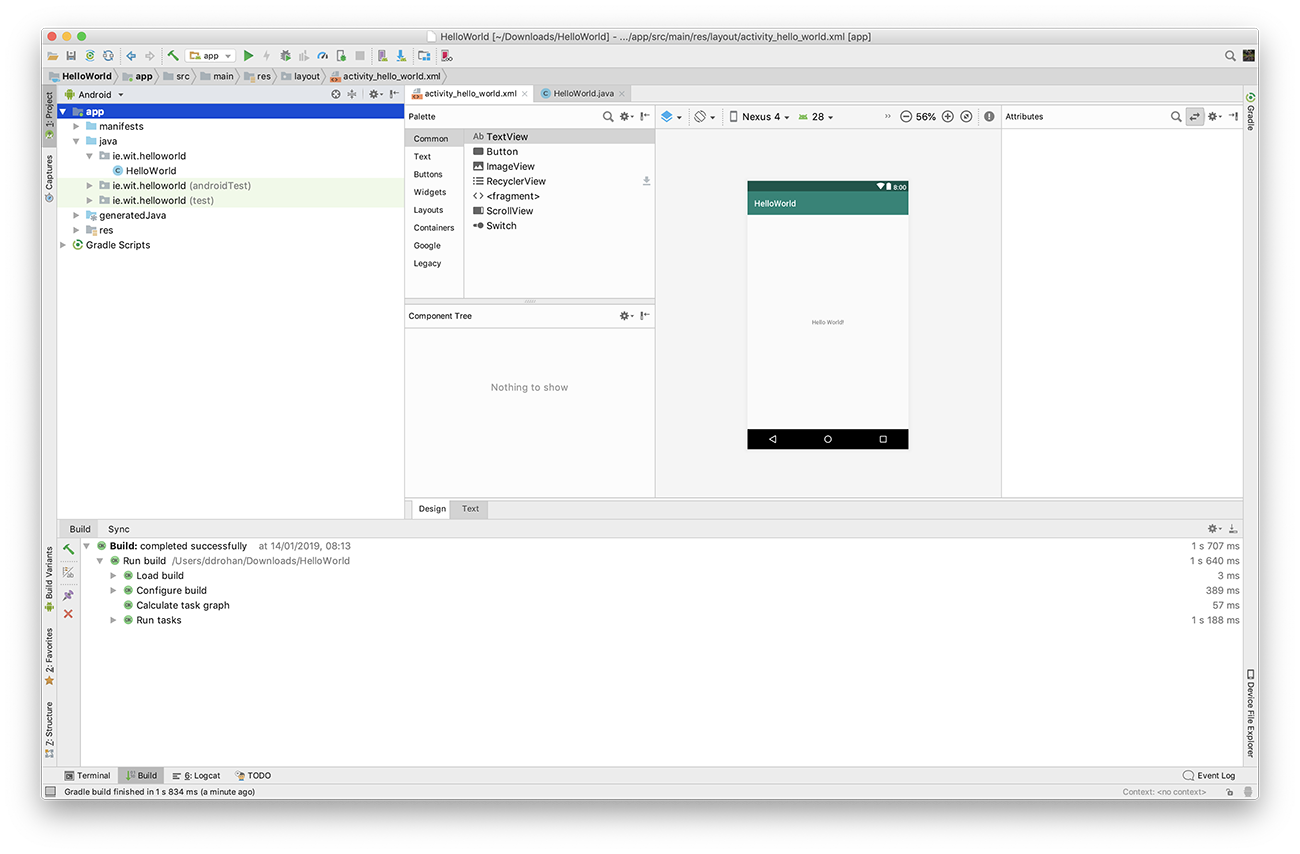 HelloWorld [~/Downloads/HelloWorld] - .../app/src/main/res/layout/activity_hello_world.xml [app]
app
HelloWorld app src main res layout activity_hello_world.xml
1: Project
Captures
Build Variants
2: Favorites
Z: Structure
Android
app
manifests
java
ie.wit.helloworld
HelloWorld
ie.wit.helloworld (androidTest)
ie.wit.helloworld (test)
generatedJava
res
Gradle Scripts
activity_hello_world.xml HelloWorld.java
Palette
Common
Text
Buttons
Widgets
Layouts
Containers
Google
Legacy
Ab TextView
Button
ImageView
RecyclerView
<fragment>
ScrollView
Switch
Component Tree
Nothing to show
Nexus 4 28 56%
8:00
HelloWorld
Hello World!
Attributes
Gradle
Device File Explorer
Design Text
Build Sync
Build: completed successfully at 14/01/2019, 08:13 1 s 707 ms
Run build /Users/ddrohan/Downloads/HelloWorld 1 s 640 ms
Load build 3 ms
Configure build 389 ms
Calculate task graph 57 ms
Run tasks 1 s 188 ms
Terminal Build 6: Logcat TODO Event Log
Gradle build finished in 1 s 834 ms (a minute ago) Context: <no context>